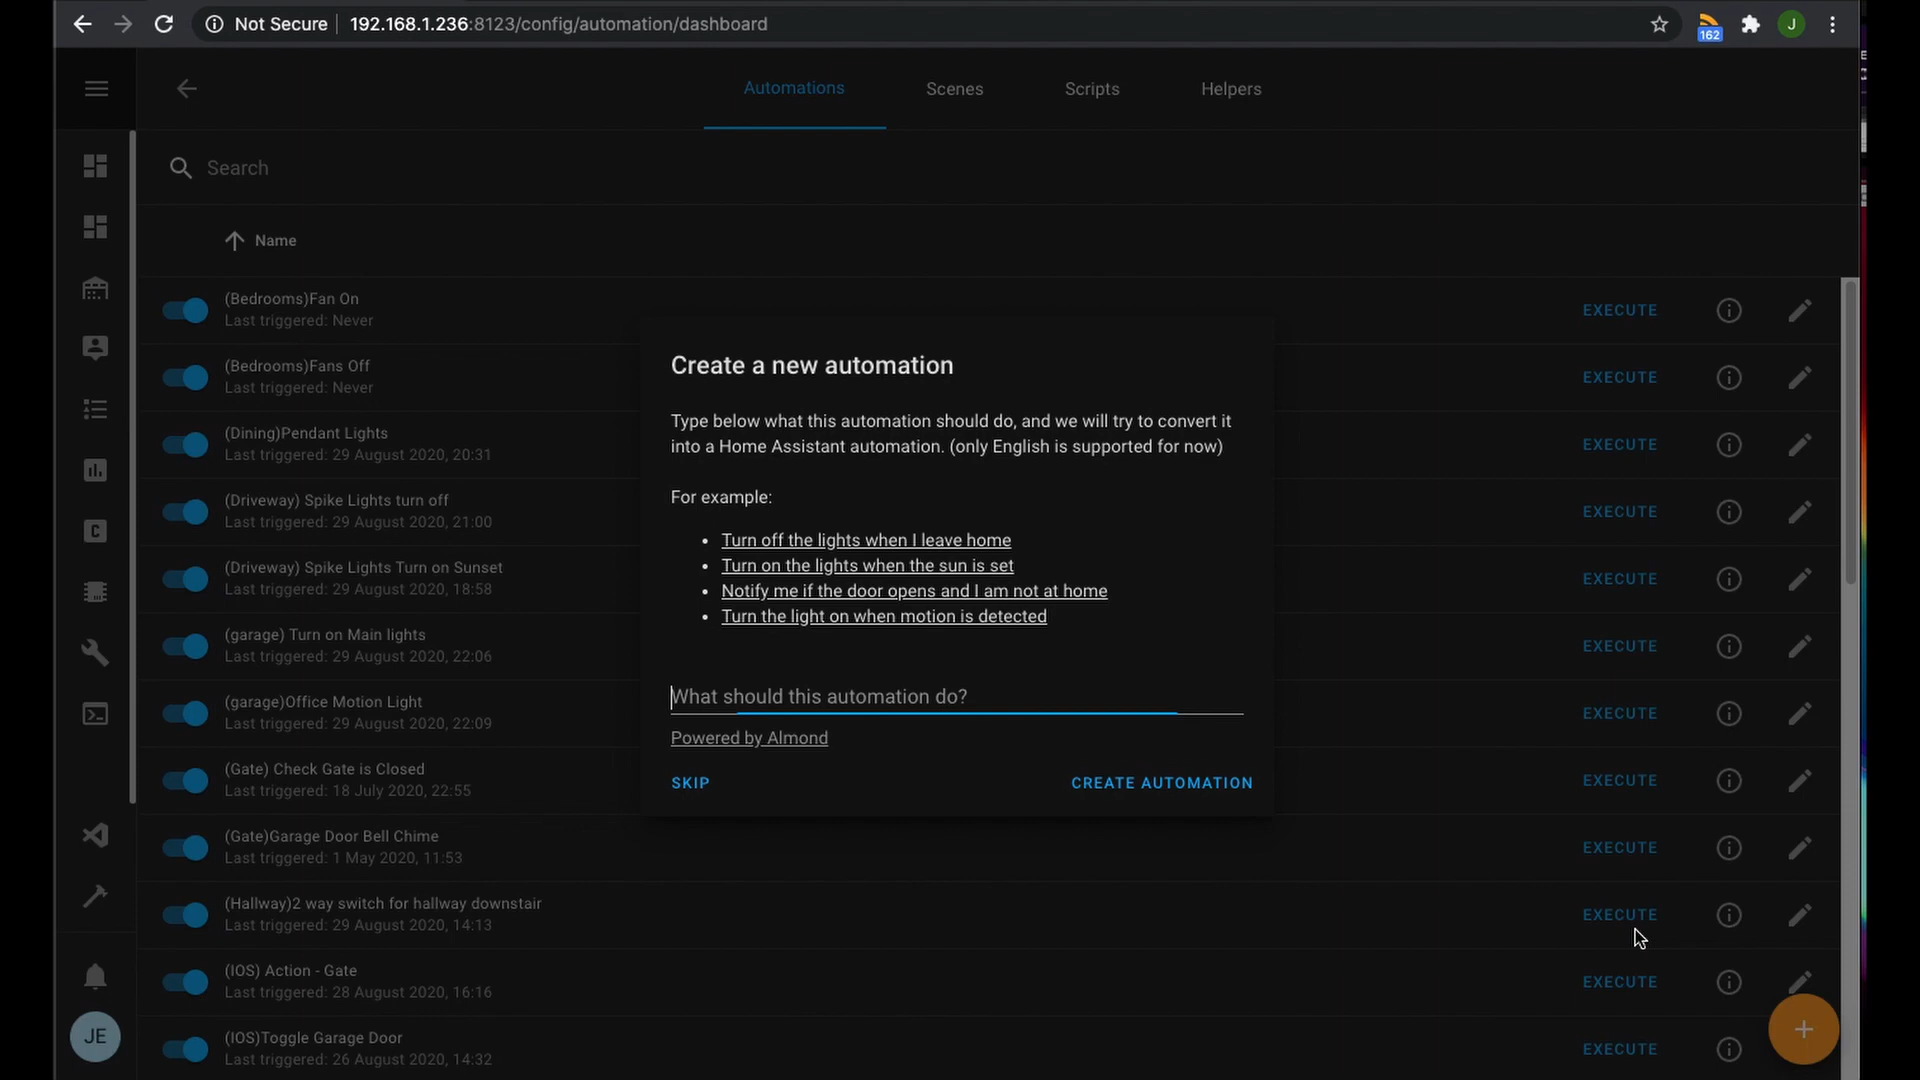 Not Secure 192.168.1.236:8123/config/automation/dashboard
162
J
Automations Scenes Scripts Helpers
Search
Name
(Bedrooms)Fan On
Last triggered: Never
EXECUTE
(Bedrooms)Fans Off
Last triggered: Never
EXECUTE
(Dining)Pendant Lights
Last triggered: 29 August 2020, 20:31
EXECUTE
(Driveway) Spike Lights turn off
Last triggered: 29 August 2020, 21:00
EXECUTE
(Driveway) Spike Lights Turn on Sunset
Last triggered: 29 August 2020, 18:58
EXECUTE
(garage) Turn on Main lights
Last triggered: 29 August 2020, 22:06
EXECUTE
(garage)Office Motion Light
Last triggered: 29 August 2020, 22:09
EXECUTE
(Gate) Check Gate is Closed
Last triggered: 18 July 2020, 22:55
EXECUTE
(Gate)Garage Door Bell Chime
Last triggered: 1 May 2020, 11:53
EXECUTE
(Hallway)2 way switch for hallway downstair
Last triggered: 29 August 2020, 14:13
EXECUTE
(IOS) Action - Gate
Last triggered: 28 August 2020, 16:16
EXECUTE
(IOS)Toggle Garage Door
Last triggered: 26 August 2020, 14:32
EXECUTE
C
JE
Create a new automation
Type below what this automation should do, and we will try to convert it
into a Home Assistant automation. (only English is supported for now)
For example:
• Turn off the lights when I leave home
• Turn on the lights when the sun is set
• Notify me if the door opens and I am not at home
• Turn the light on when motion is detected
What should this automation do?
Powered by Almond
SKIP CREATE AUTOMATION